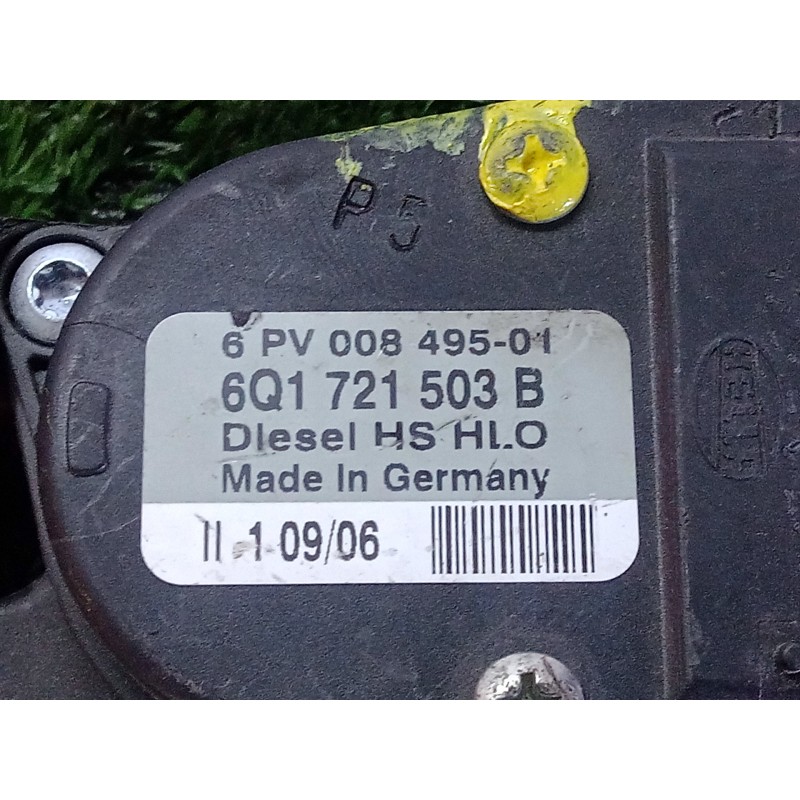 P5
6 PV 008 495-01
6Q1 721 503 B
Diesel HS HLO
Made In Germany
II 1 09/06
HELLA